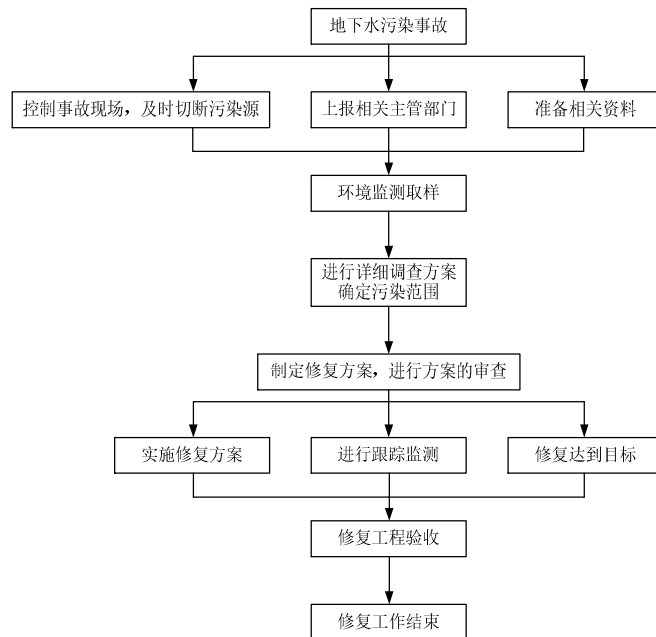 地下水污染事故
控制事故现场，及时切断污染源
上报相关主管部门
准备相关资料
环境监测取样
进行详细调查方案
确定污染范围
制定修复方案，进行方案的审查
实施修复方案
进行跟踪监测
修复达到目标
修复工程验收
修复工作结束